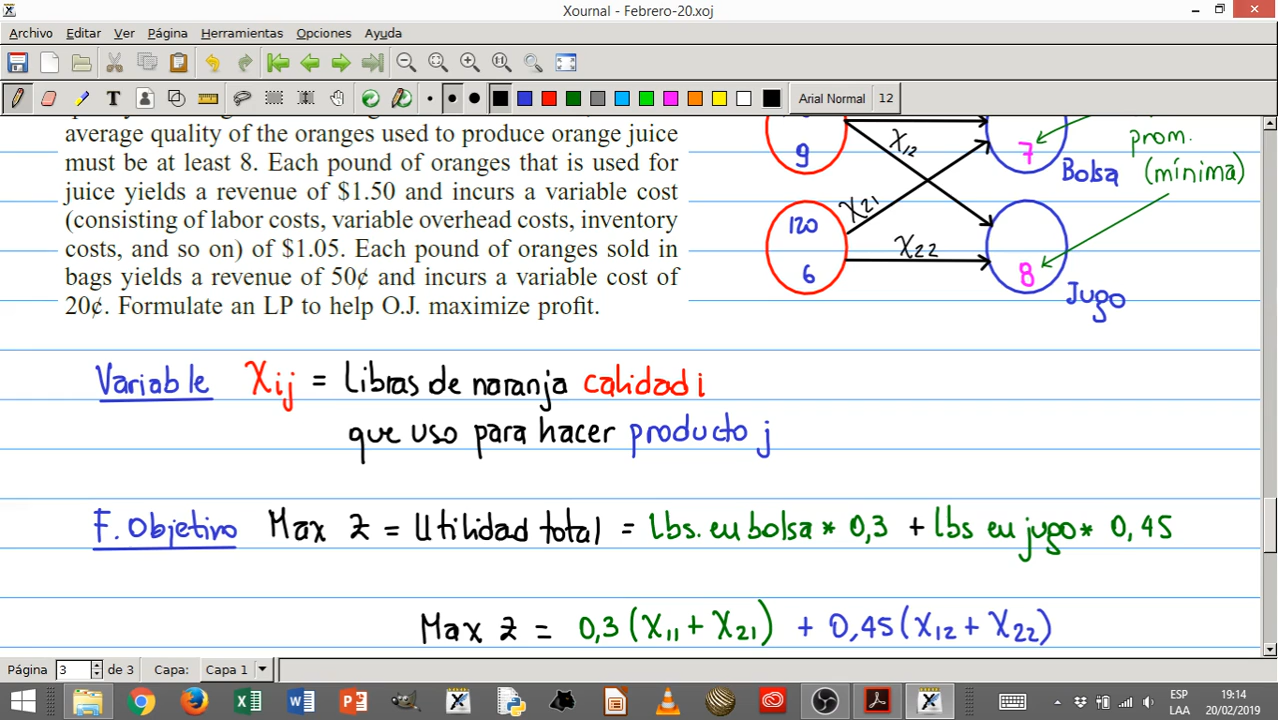 Xournal - Febrero-20.xoj
Archivo Editar Ver Página Herramientas Opciones Ayuda
T Arial Normal 12
average quality of the oranges used to produce orange juice
must be at least 8. Each pound of oranges that is used for
juice yields a revenue of $1.50 and incurs a variable cost
(consisting of labor costs, variable overhead costs, inventory
costs, and so on) of $1.05. Each pound of oranges sold in
bags yields a revenue of 50¢ and incurs a variable cost of
20¢. Formulate an LP to help O.J. maximize profit.
9
X12
7
Bolsa
prom.
(mínima)
X21
120
6
X22
8
Jugo
Variable Xij = Libras de naranja calidad i
que uso para hacer producto j
F. Objetivo Max Z = Utilidad total = Lbs. en bolsa * 0,3 + Lbs en jugo * 0,45
Max Z = 0,3 (X11 + X21) + 0,45 (X12 + X22)
Página 3 de 3 Capa: Capa 1
ESP
LAA
19:14
20/02/2019